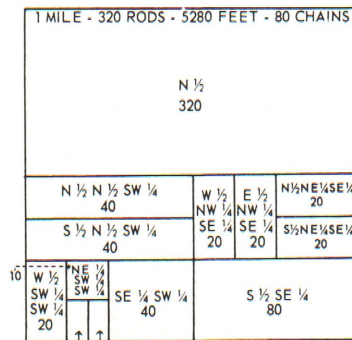 1 MILE - 320 RODS - 5280 FEET - 80 CHAINS
N ½
320
N ½ N ½ SW ¼
40
S ½ N ½ SW ¼
40
W ½
NW ¼
SE ¼
20
E ½
NW ¼
SE ¼
20
N½NE¼SE¼
20
S½NE¼SE¼
20
10
W ½
SW ¼
SW ¼
20
NE ¼
SW ¼
SW ¼
SE ¼ SW ¼
40
S ½ SE ¼
80